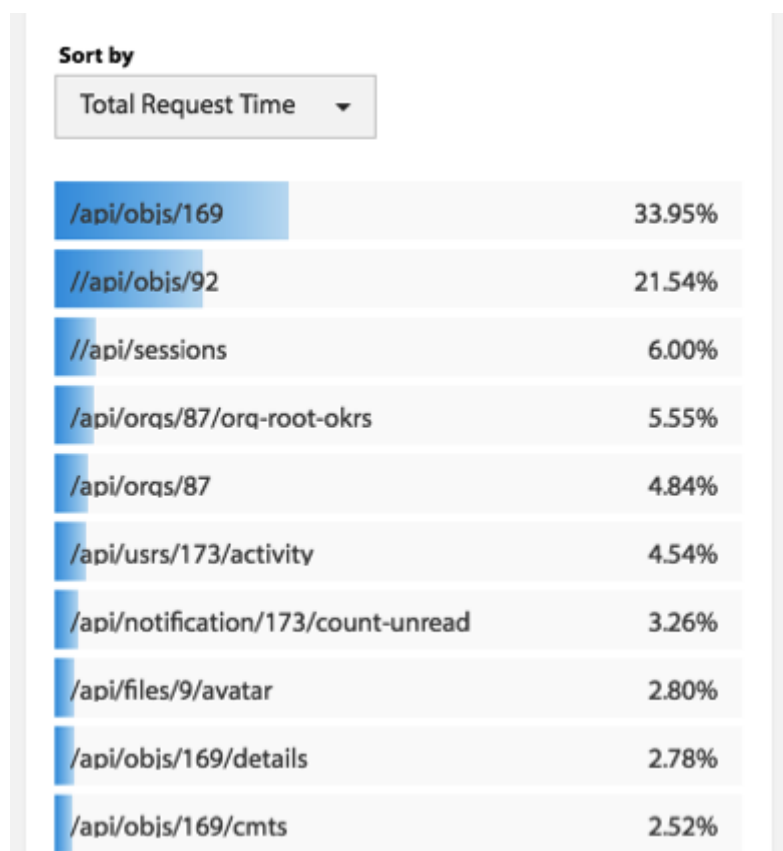 Sort by
Total Request Time
/api/objs/169 33.95%
//api/objs/92 21.54%
//api/sessions 6.00%
/api/orgs/87/org-root-okrs 5.55%
/api/orgs/87 4.84%
/api/usrs/173/activity 4.54%
/api/notification/173/count-unread 3.26%
/api/files/9/avatar 2.80%
/api/objs/169/details 2.78%
/api/objs/169/cmts 2.52%